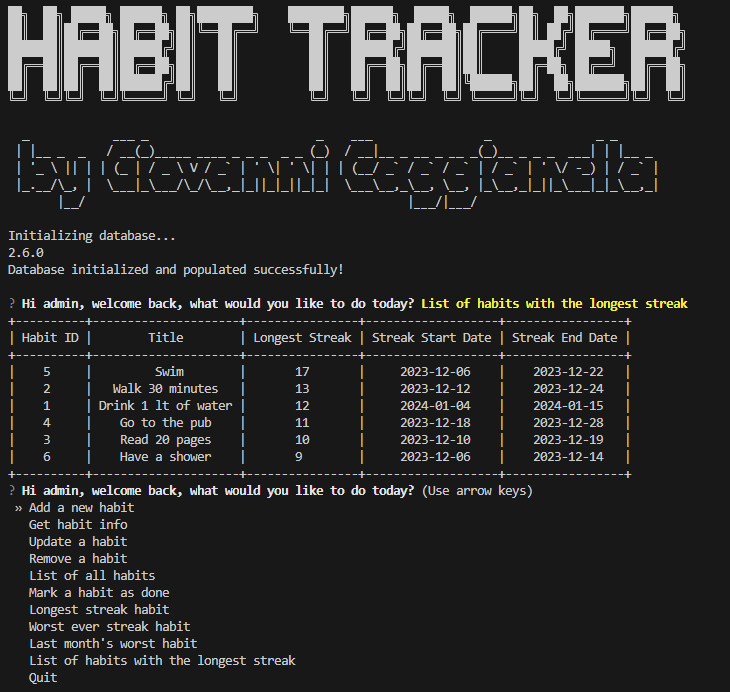 HABIT TRACKER
by Giovanni Caggianella
Initializing database...
2.6.0
Database initialized and populated successfully!
? Hi admin, welcome back, what would you like to do today? List of habits with the longest streak
| Habit ID | Title | Longest Streak | Streak Start Date | Streak End Date |
| 5 | Swim | 17 | 2023-12-06 | 2023-12-22 |
| 2 | Walk 30 minutes | 13 | 2023-12-12 | 2023-12-24 |
| 1 | Drink 1 lt of water | 12 | 2024-01-04 | 2024-01-15 |
| 4 | Go to the pub | 11 | 2023-12-18 | 2023-12-28 |
| 3 | Read 20 pages | 10 | 2023-12-10 | 2023-12-19 |
| 6 | Have a shower | 9 | 2023-12-06 | 2023-12-14 |
? Hi admin, welcome back, what would you like to do today? (Use arrow keys)
» Add a new habit
Get habit info
Update a habit
Remove a habit
List of all habits
Mark a habit as done
Longest streak habit
Worst ever streak habit
Last month's worst habit
List of habits with the longest streak
Quit